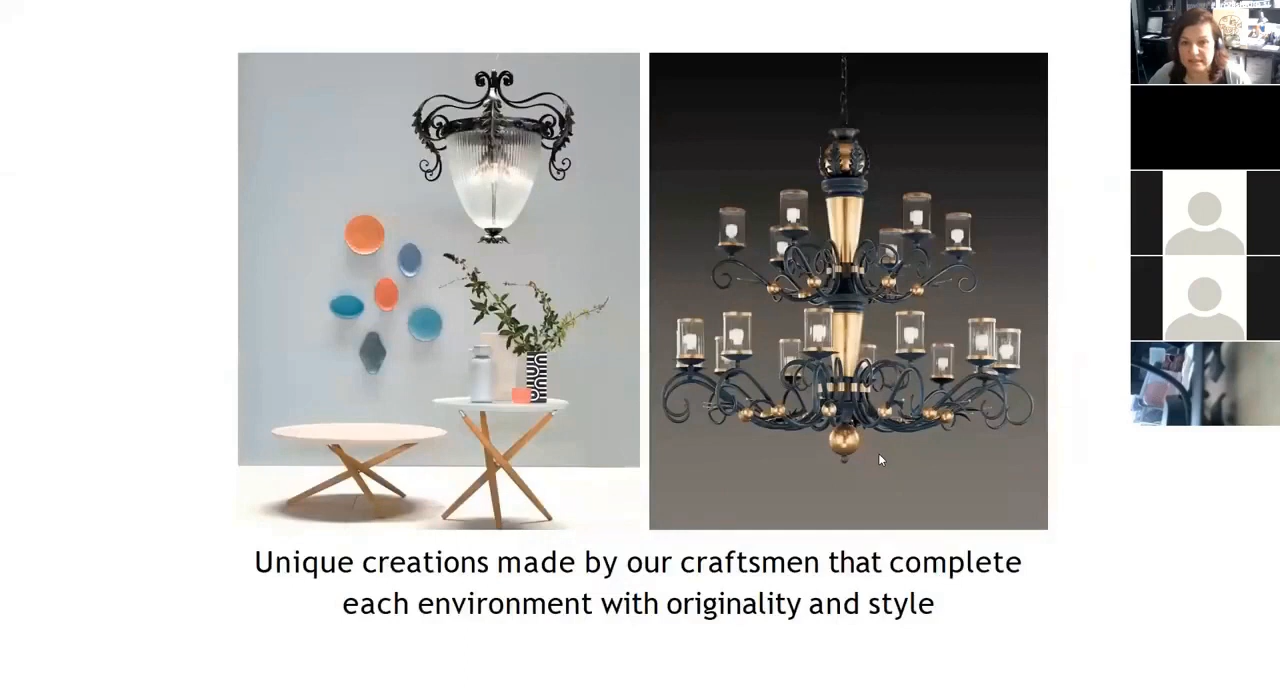 Unique creations made by our craftsmen that complete
each environment with originality and style